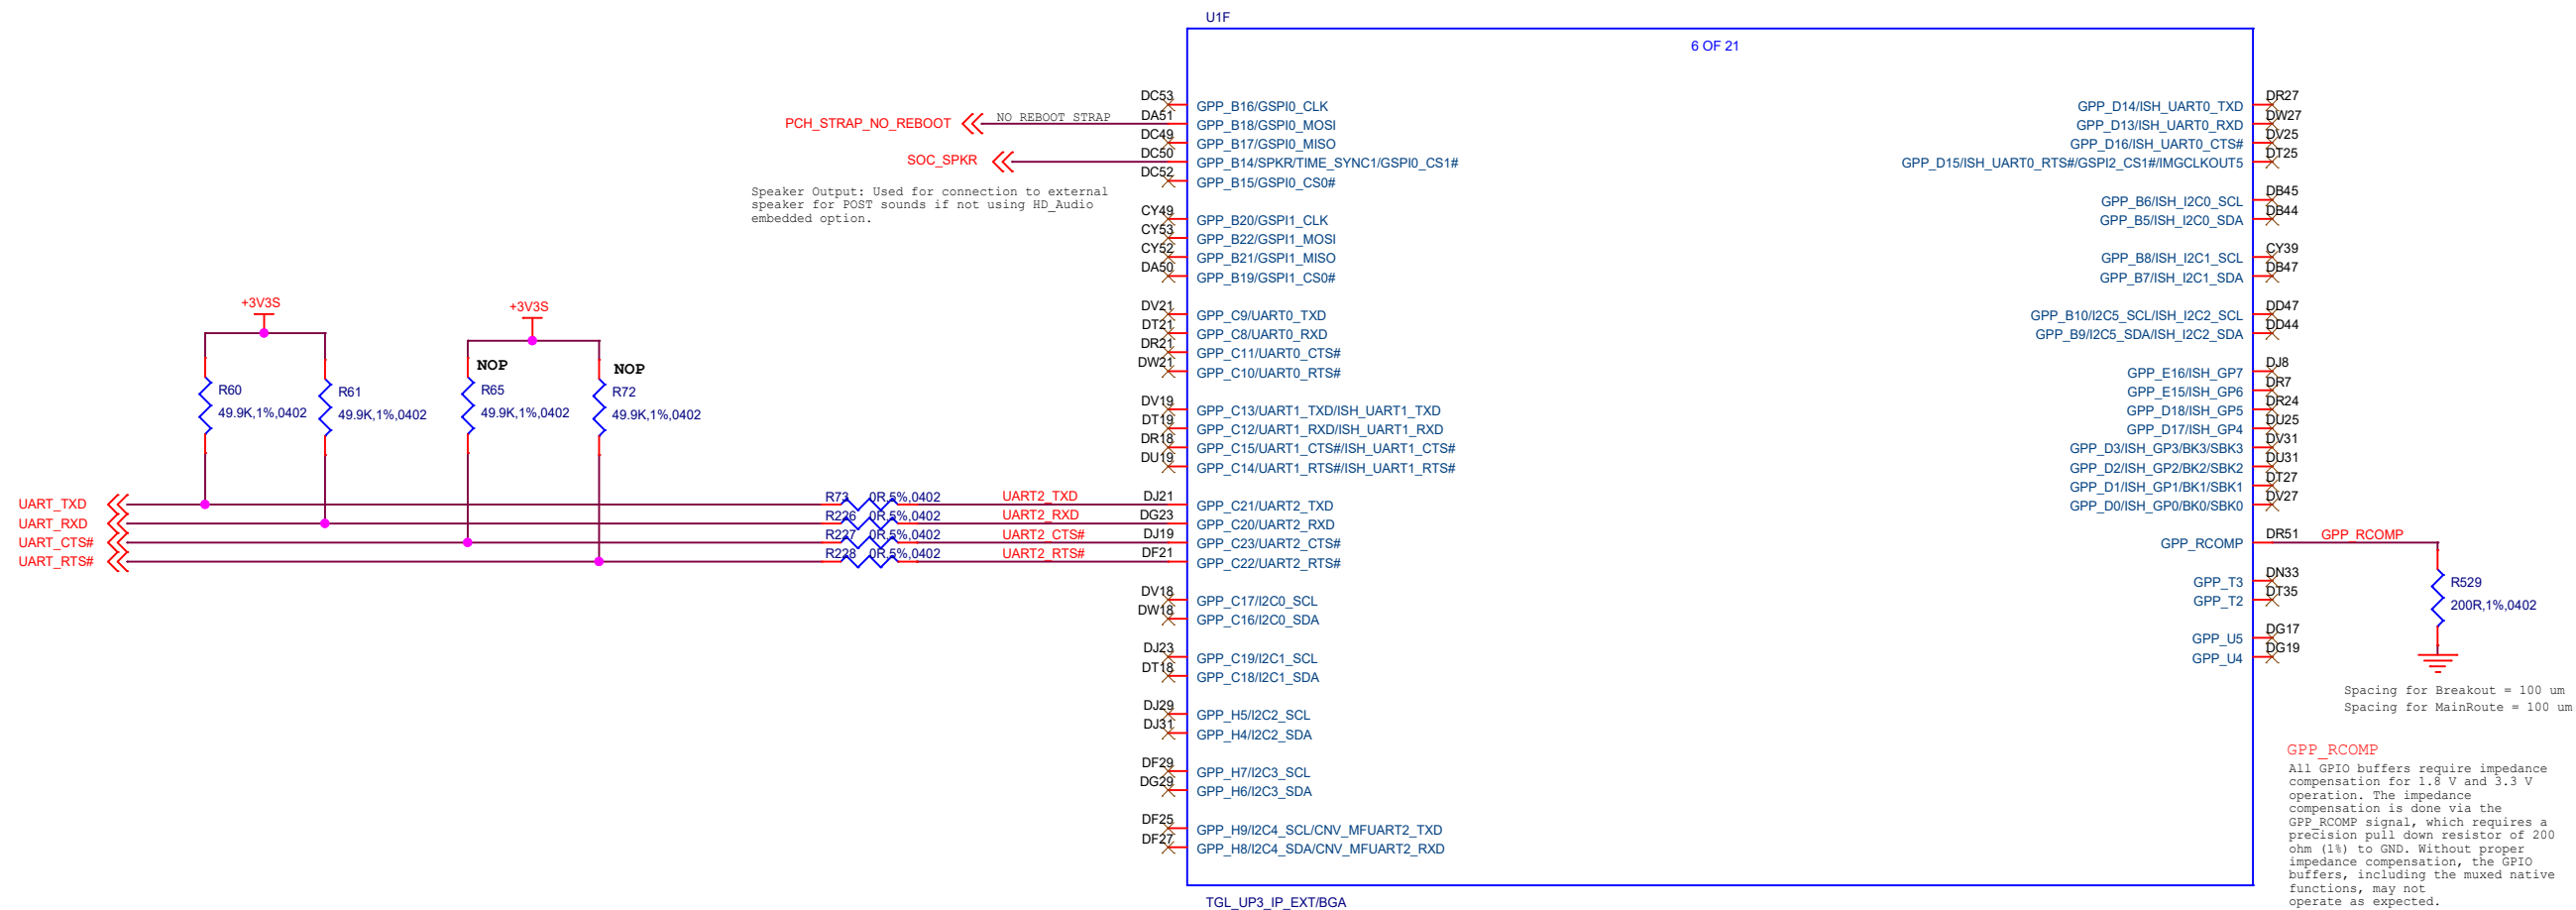 U1F
6 OF 21
DC53
GPP_B16/GSPI0_CLK
PCH_STRAP_NO_REBOOT
NO REBOOT STRAP
DA51
GPP_B18/GSPI0_MOSI
DC49
GPP_B17/GSPI0_MISO
SOC_SPKR
DC50
GPP_B14/SPKR/TIME_SYNC1/GSPI0_CS1#
DC52
GPP_B15/GSPI0_CS0#
Speaker Output: Used for connection to external
speaker for POST sounds if not using HD_Audio
embedded option.
CY49
GPP_B20/GSPI1_CLK
CY53
GPP_B22/GSPI1_MOSI
CY52
GPP_B21/GSPI1_MISO
DA50
GPP_B19/GSPI1_CS0#
DV21
GPP_C9/UART0_TXD
DT21
GPP_C8/UART0_RXD
DR21
GPP_C11/UART0_CTS#
DW21
GPP_C10/UART0_RTS#
DV19
GPP_C13/UART1_TXD/ISH_UART1_TXD
DT19
GPP_C12/UART1_RXD/ISH_UART1_RXD
DR18
GPP_C15/UART1_CTS#/ISH_UART1_CTS#
DU19
GPP_C14/UART1_RTS#/ISH_UART1_RTS#
+3V3S
+3V3S
R60
49.9K,1%,0402
R61
49.9K,1%,0402
NOP
R65
49.9K,1%,0402
NOP
R72
49.9K,1%,0402
UART_TXD
R73 0R,5%,0402
UART2_TXD
DJ21
GPP_C21/UART2_TXD
UART_RXD
R226 0R,5%,0402
UART2_RXD
DG23
GPP_C20/UART2_RXD
UART_CTS#
R227 0R,5%,0402
UART2_CTS#
DJ19
GPP_C23/UART2_CTS#
UART_RTS#
R228 0R,5%,0402
UART2_RTS#
DF21
GPP_C22/UART2_RTS#
DV18
GPP_C17/I2C0_SCL
DW18
GPP_C16/I2C0_SDA
DJ23
GPP_C19/I2C1_SCL
DT18
GPP_C18/I2C1_SDA
DJ29
GPP_H5/I2C2_SCL
DJ31
GPP_H4/I2C2_SDA
DF29
GPP_H7/I2C3_SCL
DG29
GPP_H6/I2C3_SDA
DF25
GPP_H9/I2C4_SCL/CNV_MFUART2_TXD
DF27
GPP_H8/I2C4_SDA/CNV_MFUART2_RXD
TGL_UP3_IP_EXT/BGA
GPP_D14/ISH_UART0_TXD
DR27
GPP_D13/ISH_UART0_RXD
DW27
GPP_D16/ISH_UART0_CTS#
DV25
GPP_D15/ISH_UART0_RTS#/GSPI2_CS1#/IMGCLKOUT5
DT25
GPP_B6/ISH_I2C0_SCL
DB45
GPP_B5/ISH_I2C0_SDA
DB44
GPP_B8/ISH_I2C1_SCL
CY39
GPP_B7/ISH_I2C1_SDA
DB47
GPP_B10/I2C5_SCL/ISH_I2C2_SCL
DD47
GPP_B9/I2C5_SDA/ISH_I2C2_SDA
DD44
GPP_E16/ISH_GP7
DJ8
GPP_E15/ISH_GP6
DR7
GPP_D18/ISH_GP5
DR24
GPP_D17/ISH_GP4
DU25
GPP_D3/ISH_GP3/BK3/SBK3
DV31
GPP_D2/ISH_GP2/BK2/SBK2
DU31
GPP_D1/ISH_GP1/BK1/SBK1
DT27
GPP_D0/ISH_GP0/BK0/SBK0
DV27
GPP_RCOMP
DR51
GPP_RCOMP
GPP_T3
DN33
GPP_T2
DT35
GPP_U5
DG17
GPP_U4
DG19
R529
200R,1%,0402
Spacing for Breakout = 100 um
Spacing for MainRoute = 100 um
GPP_RCOMP
All GPIO buffers require impedance
compensation for 1.8 V and 3.3 V
operation. The impedance
compensation is done via the
GPP_RCOMP signal, which requires a
precision pull down resistor of 200
ohm (1%) to GND. Without proper
impedance compensation, the GPIO
buffers, including the muxed native
functions, may not
operate as expected.